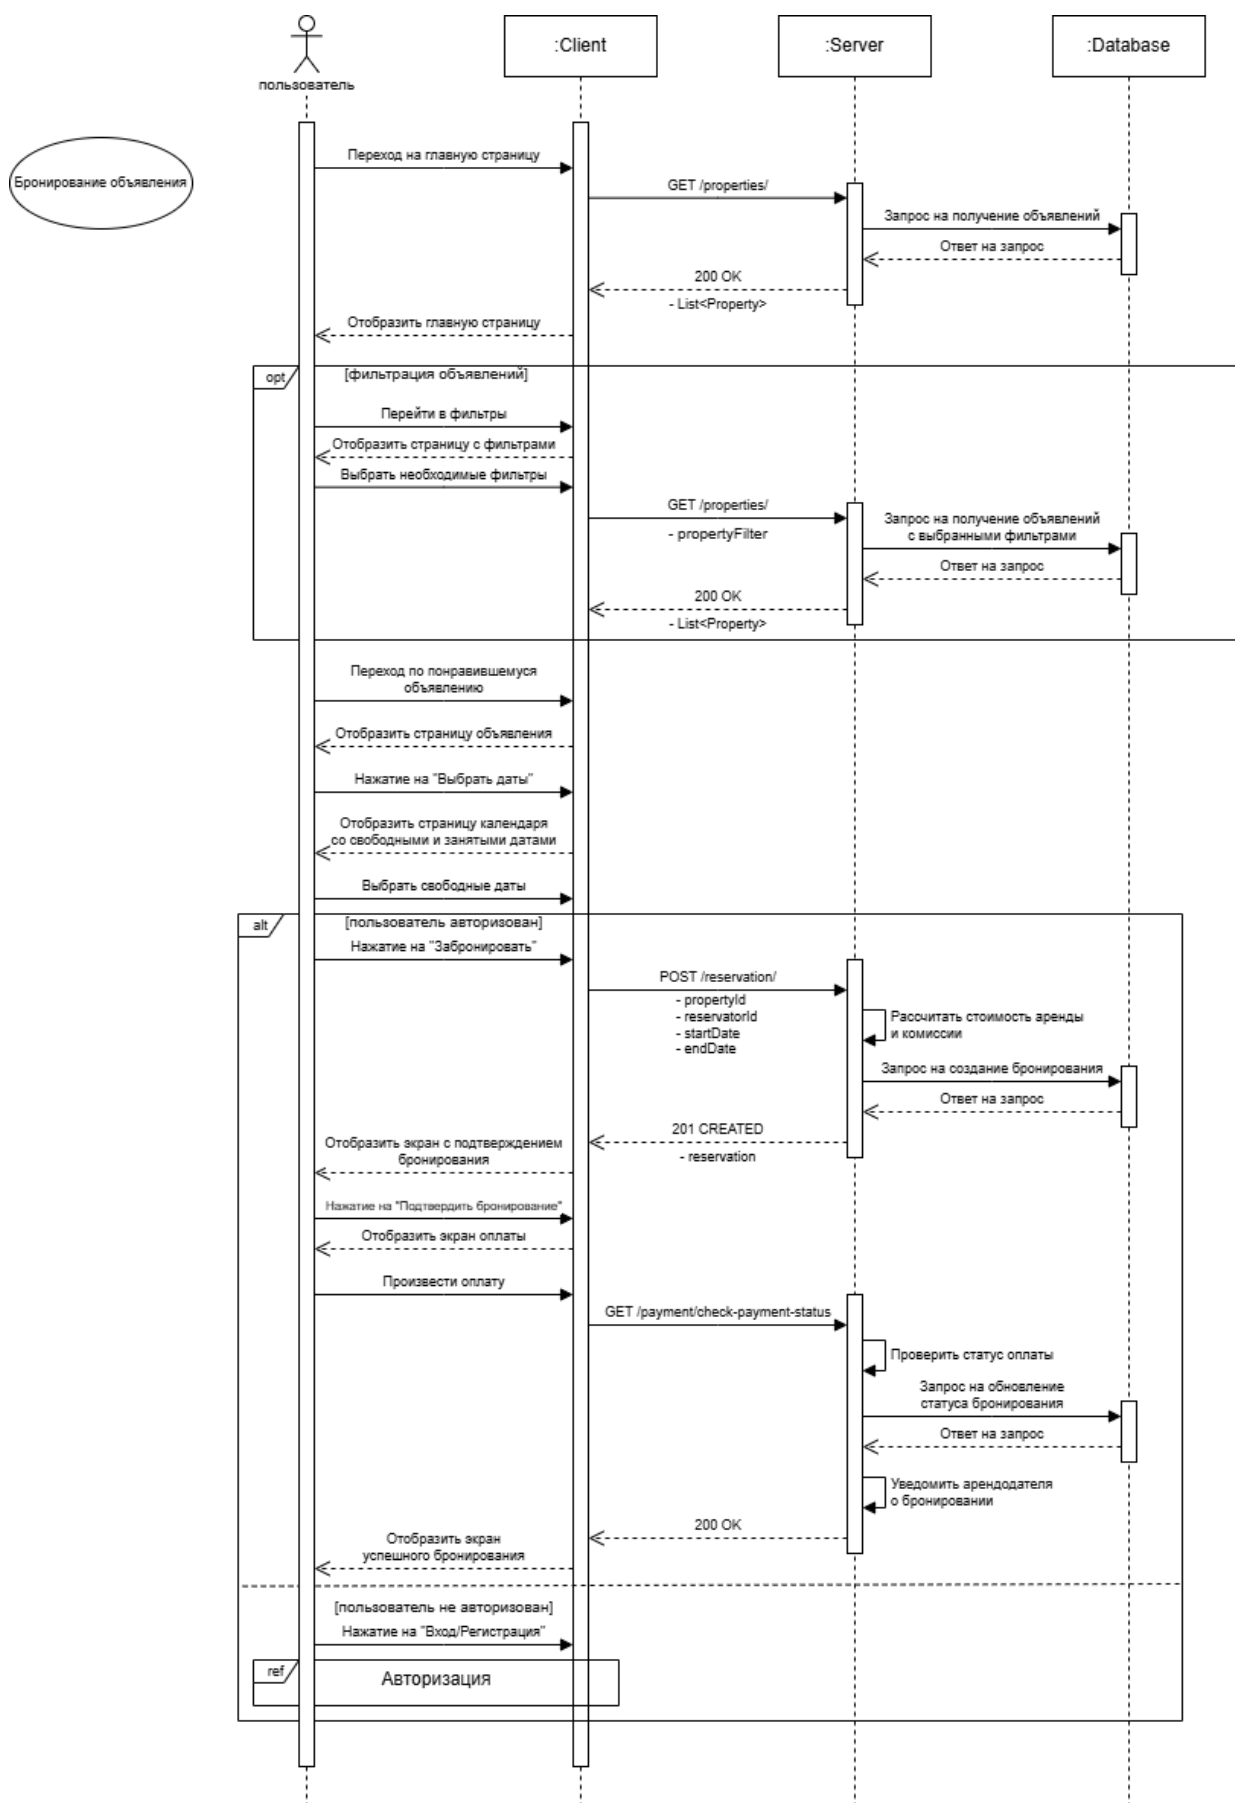 :Client
:Server
:Database
пользователь
Бронирование объявления
Переход на главную страницу
GET /properties/
Запрос на получение объявлений
Ответ на запрос
200 OK
- List<Property>
Отобразить главную страницу
opt
[фильтрация объявлений]
Перейти в фильтры
Отобразить страницу с фильтрами
Выбрать необходимые фильтры
GET /properties/
- propertyFilter
Запрос на получение объявлений
с выбранными фильтрами
Ответ на запрос
200 OK
- List<Property>
Переход по понравившемуся
объявлению
Отобразить страницу объявления
Нажатие на "Выбрать даты"
Отобразить страницу календаря
со свободными и занятыми датами
Выбрать свободные даты
alt
[пользователь авторизован]
Нажатие на "Забронировать"
POST /reservation/
- propertyId
- reservatorId
- startDate
- endDate
Рассчитать стоимость аренды
и комиссии
Запрос на создание бронирования
Ответ на запрос
201 CREATED
- reservation
Отобразить экран с подтверждением
бронирования
Нажатие на "Подтвердить бронирование"
Отобразить экран оплаты
Произвести оплату
GET /payment/check-payment-status
Проверить статус оплаты
Запрос на обновление
статуса бронирования
Ответ на запрос
Уведомить арендодателя
о бронировании
200 OK
Отобразить экран
успешного бронирования
[пользователь не авторизован]
Нажатие на "Вход/Регистрация"
ref
Авторизация